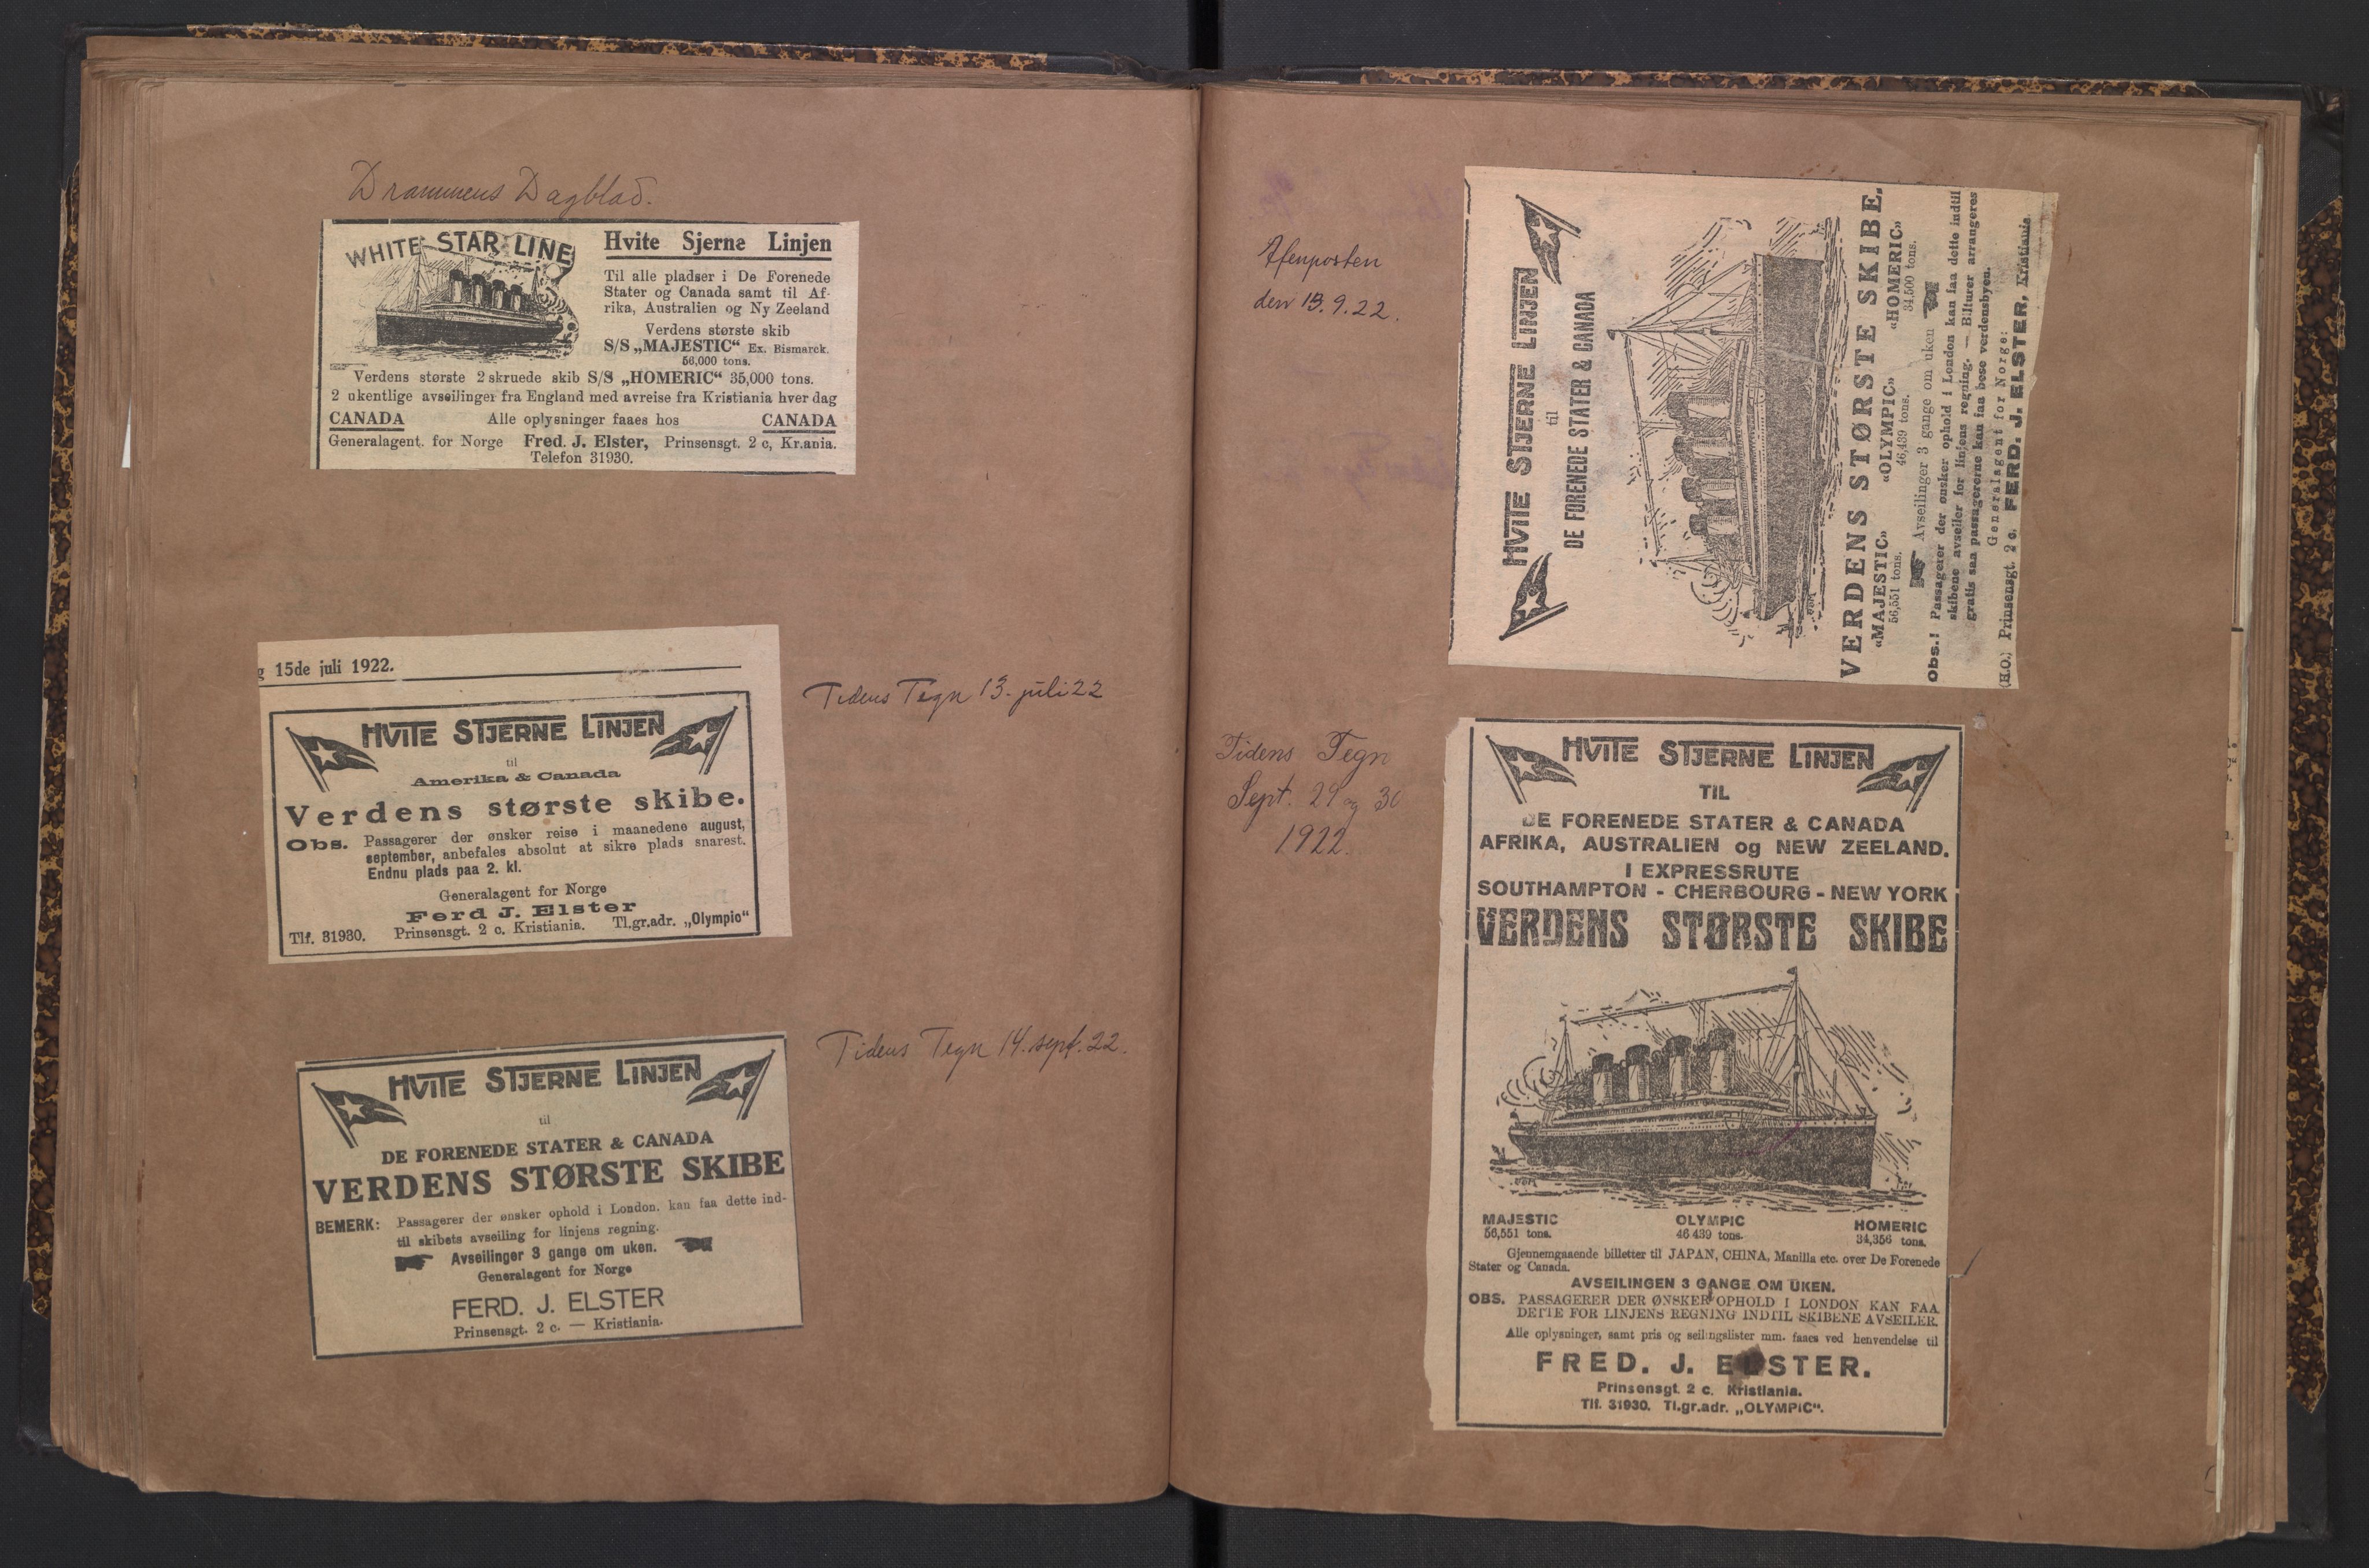 Drammens Dagblad.
WHITE STAR LINE
Hvite Sjerne Linjen
Til alle pladser i De Forenede
Stater og Canada samt til Af-
rika, Australien og Ny Zeeland
Verdens største skib
S/S „MAJESTIC“ Ex. Bismarck.
56,000 tons.
Verdens største 2 skruede skib S/S „HOMERIC“ 35,000 tons.
2 ukentlige avseilinger fra England med avreise fra Kristiania hver dag
CANADA Alle oplysninger faaes hos CANADA
Generalagent. for Norge Fred. J. Elster, Prinsensgt. 2 c, Kr.ania.
Telefon 31930.
g 15de juli 1922.
Tidens Tegn 13. juli 22
HVITE STJERNE LINJEN
til
Amerika & Canada
Verdens største skibe.
Obs. Passagerer der ønsker reise i maanedene august,
september, anbefales absolut at sikre plads snarest.
Endnu plads paa 2. kl.
Generalagent for Norge
Ferd J. Elster
Tlf. 31930. Prinsensgt. 2 c. Kristiania. Tl.gr.adr. „Olympic“
Tidens Tegn 14. sept. 22.
HVITE STJERNE LINJEN
til
DE FORENEDE STATER & CANADA
VERDENS STØRSTE SKIBE
BEMERK: Passagerer der ønsker ophold i London. kan faa dette ind-
til skibets avseiling for linjens regning.
Avseilinger 3 gange om uken.
Generalagent for Norge
FERD. J. ELSTER
Prinsensgt. 2 c. — Kristiania.
Afenposten
den 13.9.22.
HVITE STJERNE LINJEN
til
DE FORENEDE STATER & CANADA
VERDENS STØRSTE SKIBE.
«MAJESTIC» «OLYMPIC» «HOMERIC»
56,551 tons. 46,439 tons. 34,500 tons.
Avseilinger 3 gange om uken
Obs.! Passagerer der ønsker ophold i London kan faa dette indtil
skibene avseiler for linjens regning. — Bilturer arrangeres
gratis saa passagererne kan faa bese verdensbyen.
Generalagent for Norge:
(H.O.) Prinsensgt. 2 c. FERD. J. ELSTER, Kristiania.
Tidens Tegn
Sept. 29 og 30
1922.
HVITE STJERNE LINJEN
TIL
DE FORENEDE STATER & CANADA
AFRIKA, AUSTRALIEN og NEW ZEELAND.
I EXPRESSRUTE
SOUTHAMPTON - CHERBOURG - NEW YORK
VERDENS STØRSTE SKIBE
MAJESTIC OLYMPIC HOMERIC
56,551 tons. 46 439 tons. 34,356 tons.
Gjennemgaaende billetter til JAPAN, CHINA, Manilla etc. over De Forenede
Stater og Canada.
AVSEILINGEN 3 GANGE OM UKEN.
OBS. PASSAGERER DER ØNSKER OPHOLD I LONDON KAN FAA
DETTE FOR LINJENS REGNING INDTIL SKIBENE AVSEILER.
Alle oplysninger, samt pris og seilingslister mm. faaes ved henvendelse til
FRED. J. ELSTER.
Prinsensgt. 2 c. Kristiania.
Tlf. 31930. Tl.gr.adr. „OLYMPIC“.